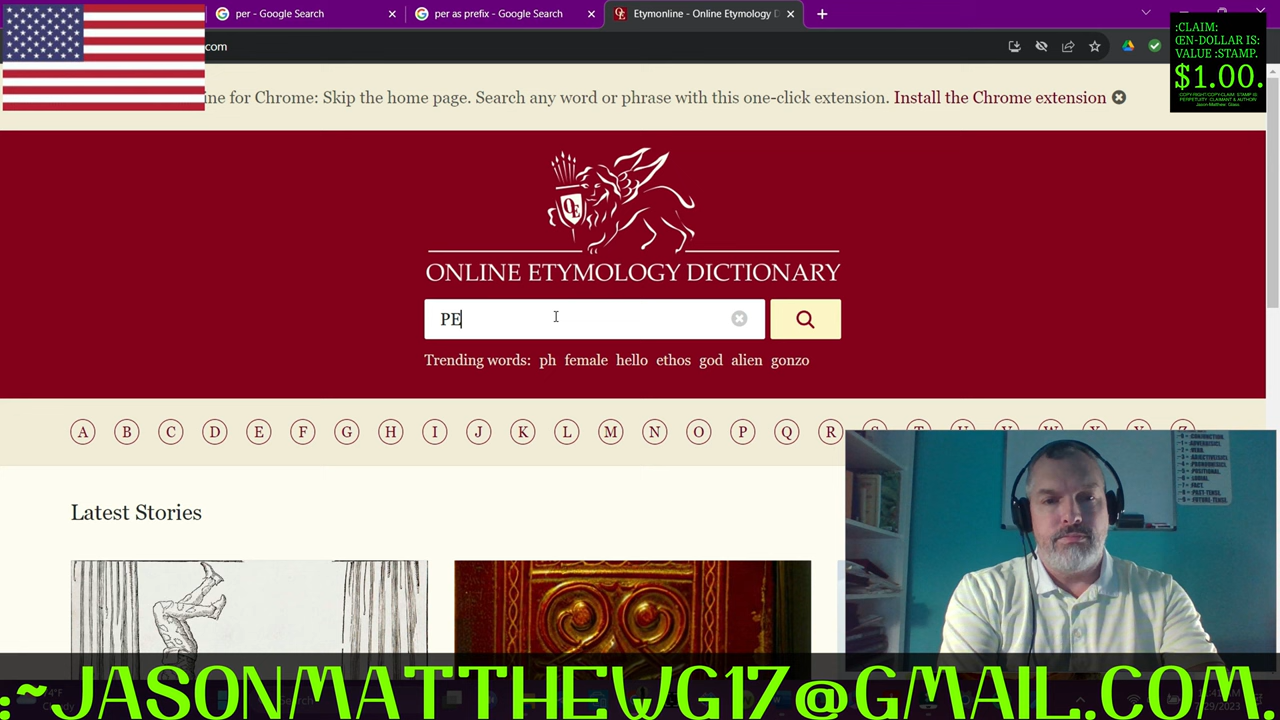 per - Google Search
per as prefix - Google Search
Etymonline - Online Etymology D
com
:CLAIM:
ŒN-DOLLAR IS:
VALUE :STAMP.
$1.00.
ine for Chrome: Skip the home page. Search any word or phrase with this one-click extension. Install the Chrome extension
OE
ONLINE ETYMOLOGY DICTIONARY
PE
Trending words: ph female hello ethos god alien gonzo
A B C D E F G H I J K L M N O P Q R
Latest Stories
:~ JASONMATTHEWG17@GMAIL.COM.